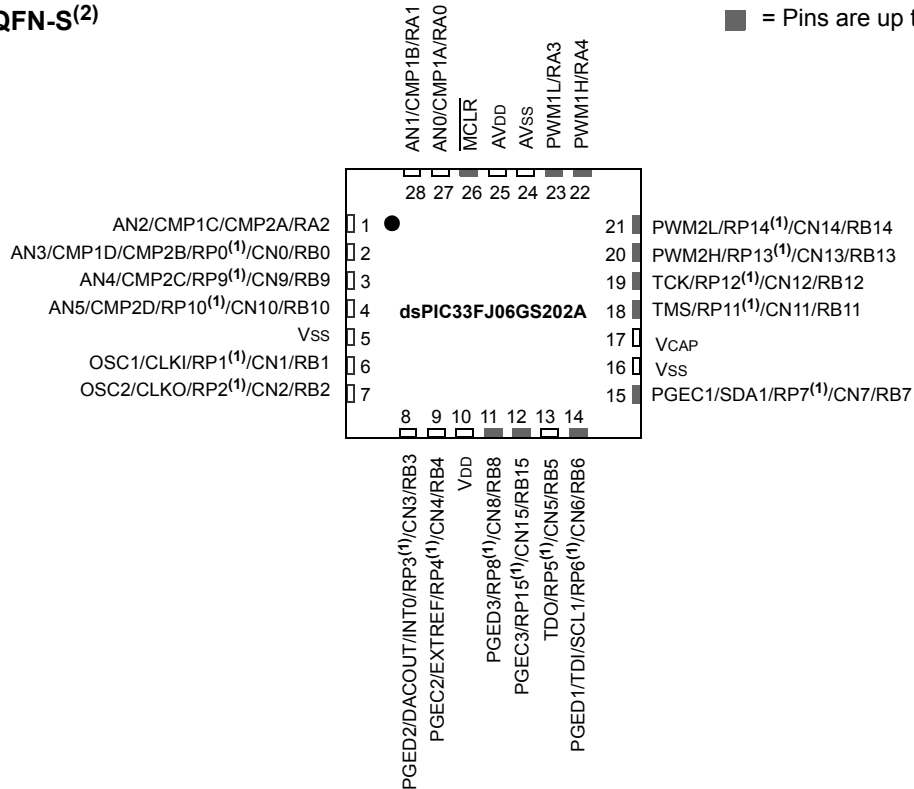 QFN-S(2)
= Pins are up t
AN1/CMP1B/RA1
AN0/CMP1A/RA0
MCLR
AVDD
AVSS
PWM1L/RA3
PWM1H/RA4
28 27 26 25 24 23 22
AN2/CMP1C/CMP2A/RA2 1
AN3/CMP1D/CMP2B/RP0(1)/CN0/RB0 2
AN4/CMP2C/RP9(1)/CN9/RB9 3
AN5/CMP2D/RP10(1)/CN10/RB10 4
VSS 5
OSC1/CLKI/RP1(1)/CN1/RB1 6
OSC2/CLKO/RP2(1)/CN2/RB2 7
dsPIC33FJ06GS202A
21 PWM2L/RP14(1)/CN14/RB14
20 PWM2H/RP13(1)/CN13/RB13
19 TCK/RP12(1)/CN12/RB12
18 TMS/RP11(1)/CN11/RB11
17 VCAP
16 VSS
15 PGEC1/SDA1/RP7(1)/CN7/RB7
8 9 10 11 12 13 14
PGED2/DACOUT/INT0/RP3(1)/CN3/RB3
PGEC2/EXTREF/RP4(1)/CN4/RB4
VDD
PGED3/RP8(1)/CN8/RB8
PGEC3/RP15(1)/CN15/RB15
TDO/RP5(1)/CN5/RB5
PGED1/TDI/SCL1/RP6(1)/CN6/RB6